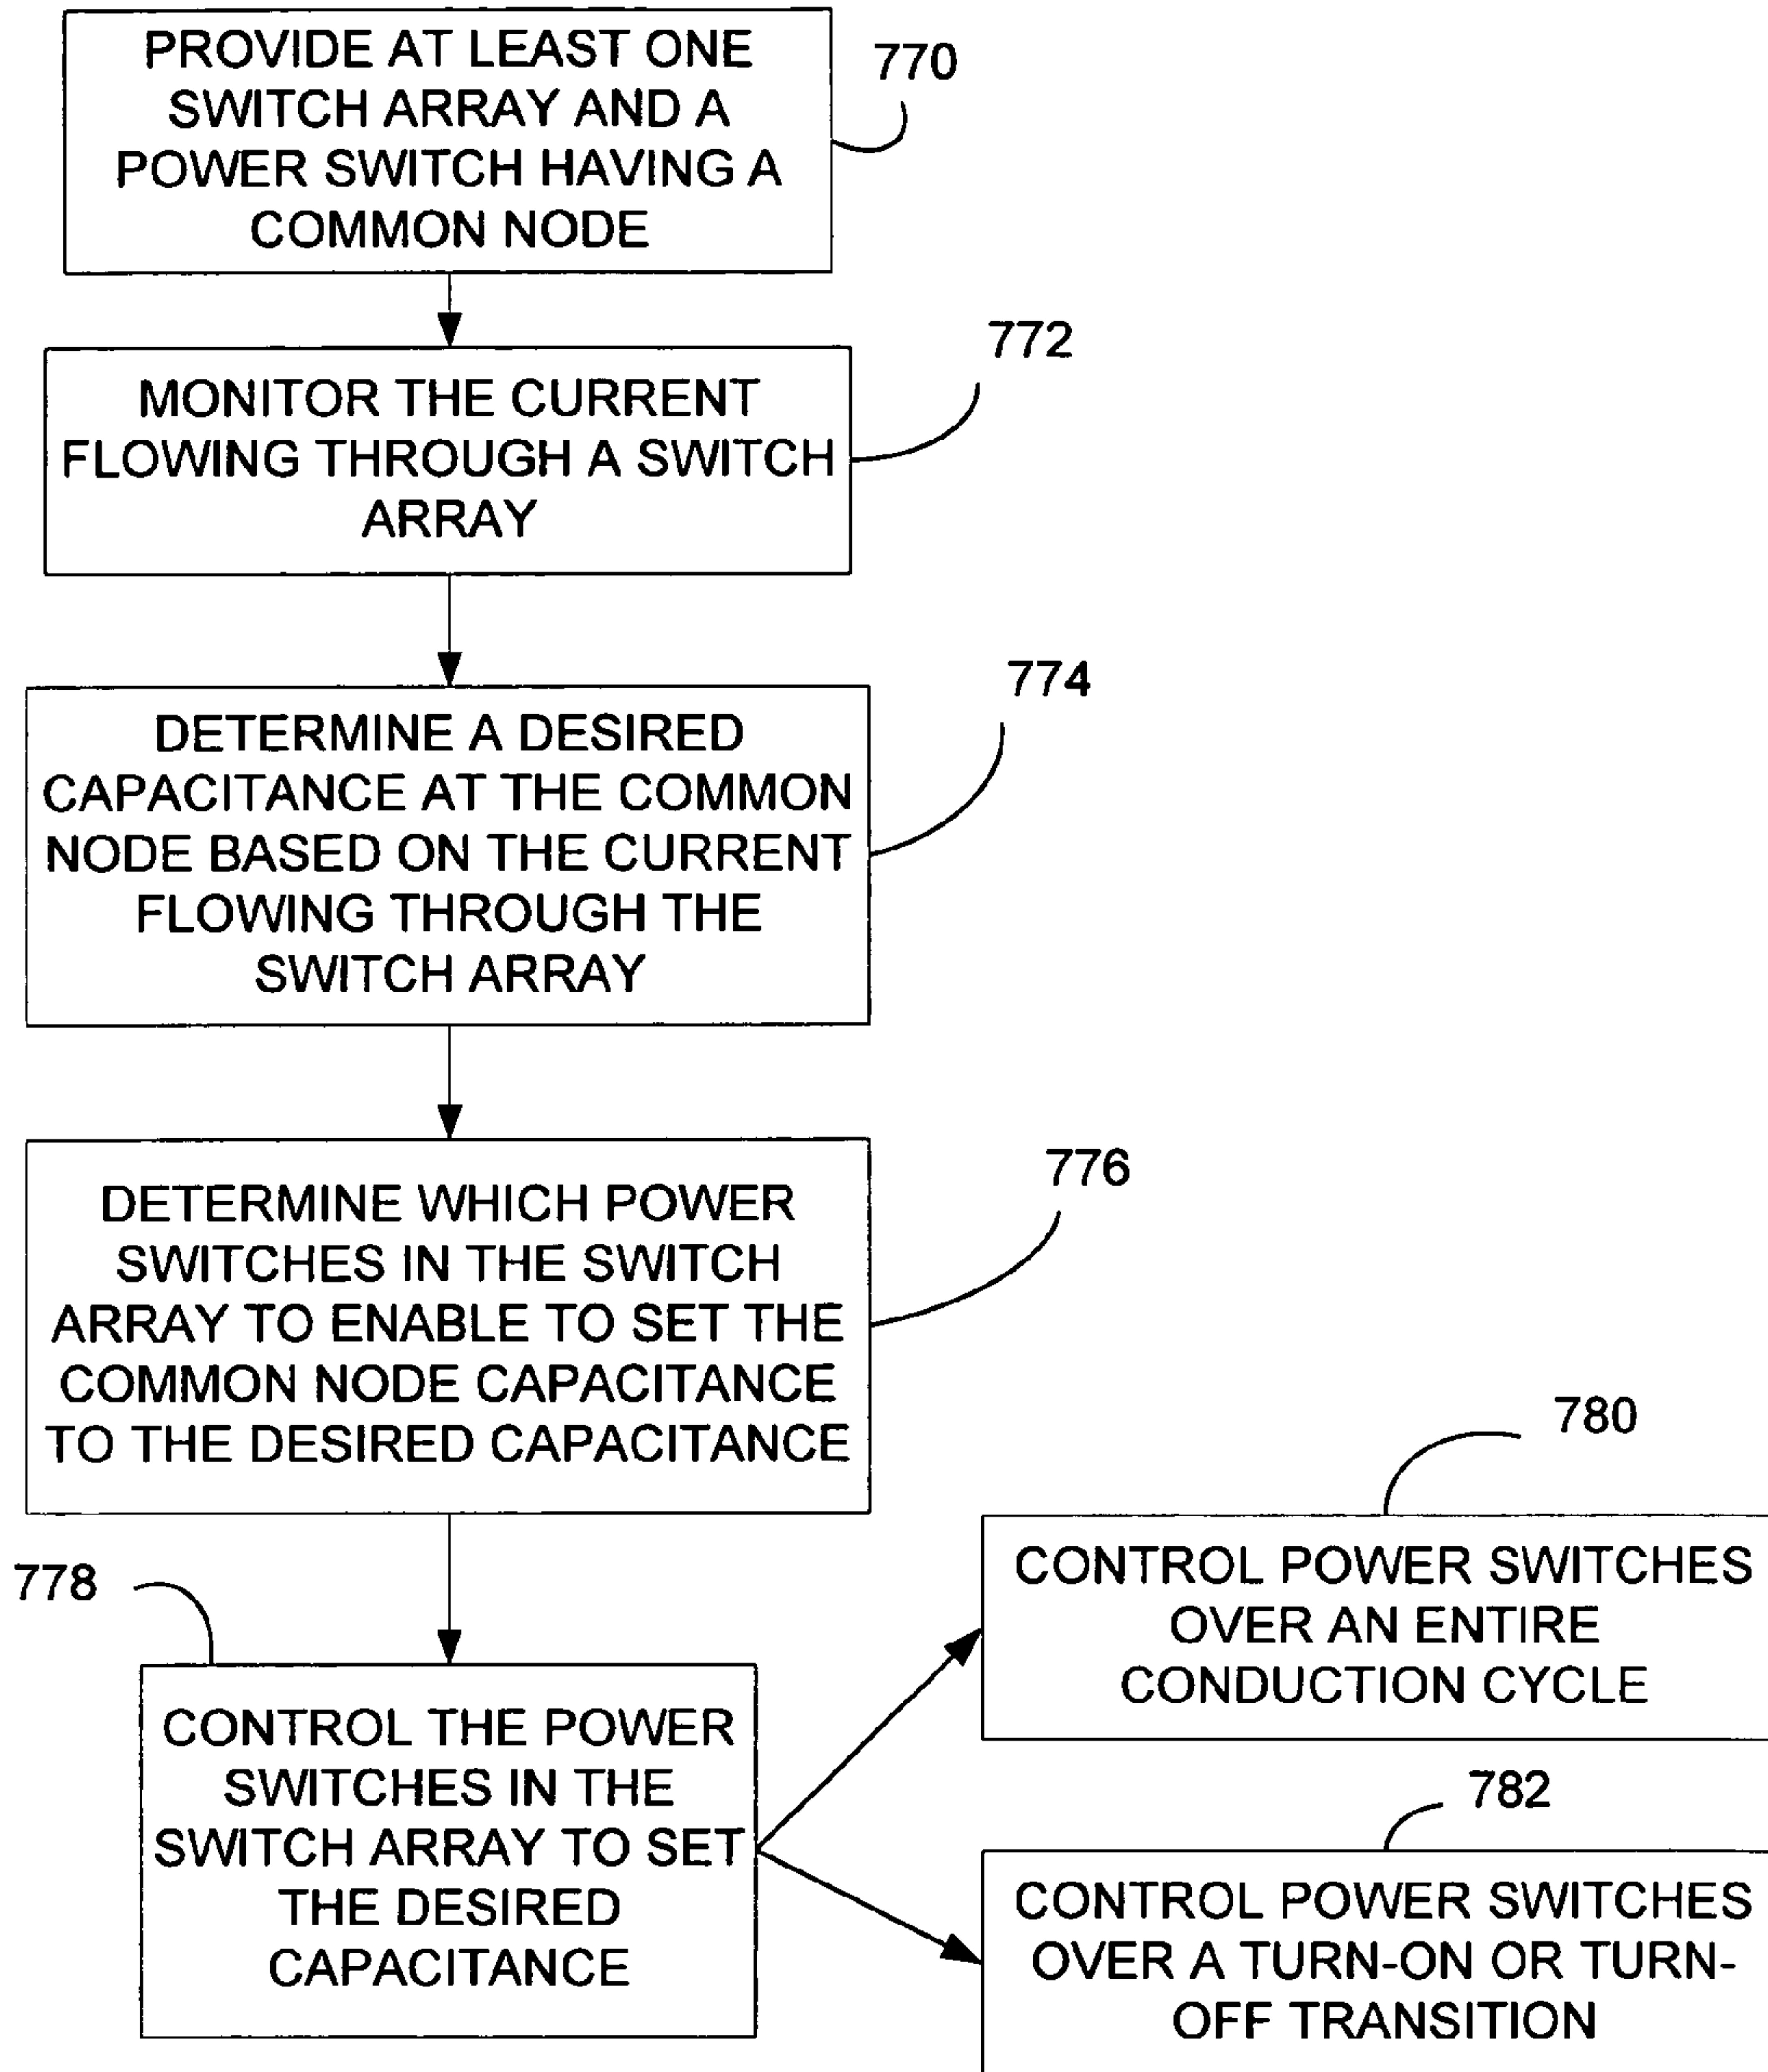 PROVIDE AT LEAST ONE
SWITCH ARRAY AND A
POWER SWITCH HAVING A
COMMON NODE
770
MONITOR THE CURRENT
FLOWING THROUGH A SWITCH
ARRAY
772
DETERMINE A DESIRED
CAPACITANCE AT THE COMMON
NODE BASED ON THE CURRENT
FLOWING THROUGH THE
SWITCH ARRAY
774
DETERMINE WHICH POWER
SWITCHES IN THE SWITCH
ARRAY TO ENABLE TO SET THE
COMMON NODE CAPACITANCE
TO THE DESIRED CAPACITANCE
776
778
CONTROL THE POWER
SWITCHES IN THE
SWITCH ARRAY TO SET
THE DESIRED
CAPACITANCE
780
CONTROL POWER SWITCHES
OVER AN ENTIRE
CONDUCTION CYCLE
782
CONTROL POWER SWITCHES
OVER A TURN-ON OR TURN-
OFF TRANSITION